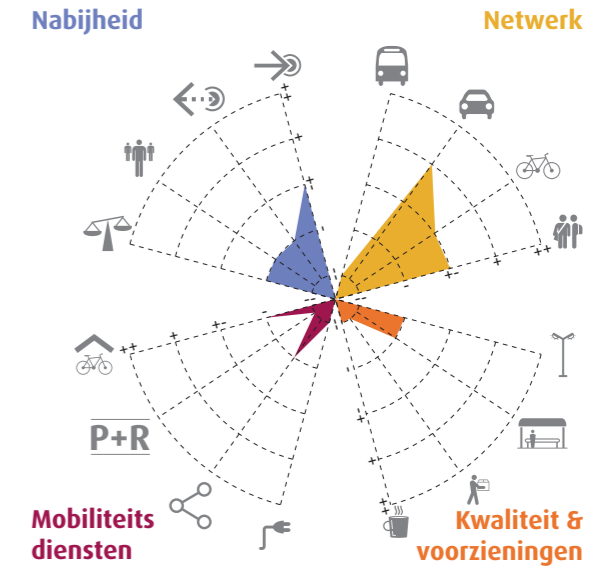 Nabijheid
Netwerk
++
+
+
-
-
+
++
++
+
+
-
-
+
++
P+R
Mobiliteits
diensten
Kwaliteit &
voorzieningen